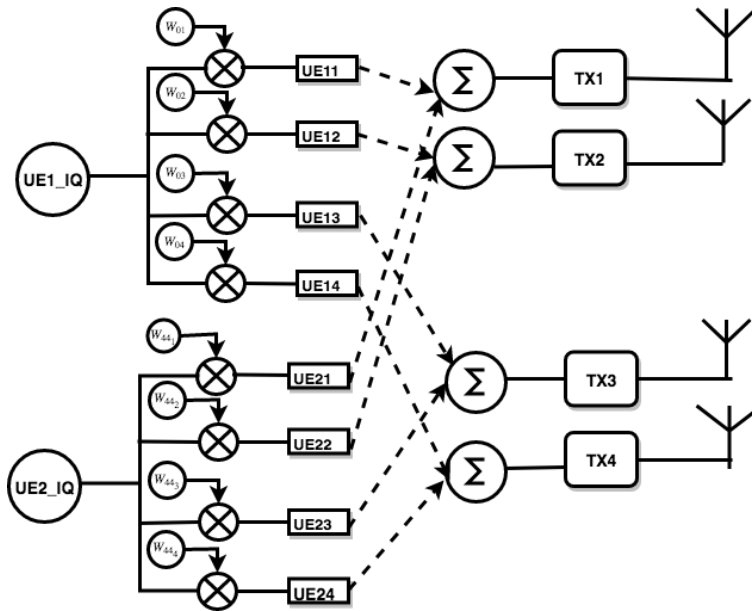 W₀₁
UE11
Σ
TX1
W₀₂
UE12
Σ
TX2
UE1_IQ
W₀₃
UE13
W₀₄
UE14
W₄₄₁
UE21
Σ
TX3
W₄₄₂
UE22
Σ
TX4
UE2_IQ
W₄₄₃
UE23
W₄₄₄
UE24